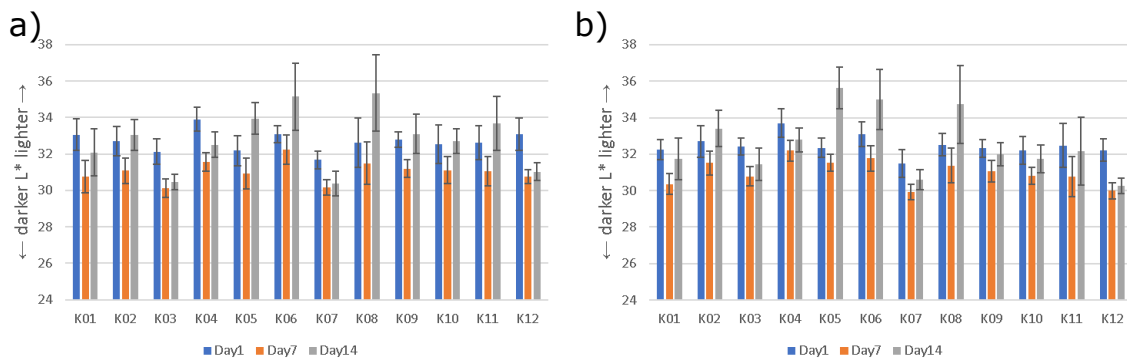 a)
← darker L* lighter →
38
36
34
32
30
28
26
24
K01 K02 K03 K04 K05 K06 K07 K08 K09 K10 K11 K12
Day1 Day7 Day14
b)
← darker L* lighter →
38
36
34
32
30
28
26
24
K01 K02 K03 K04 K05 K06 K07 K08 K09 K10 K11 K12
Day1 Day7 Day14